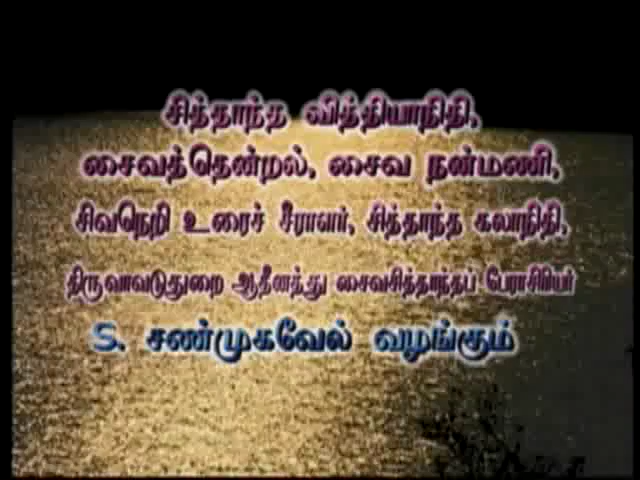 சித்தாந்த வித்தியாநிதி,
சைவத்தென்றல், சைவ நன்மணி,
சிவநெறி உரைச் சீராளர், சித்தாந்த கலாநிதி,
திருவாவடுதுறை ஆதீனத்து சைவசித்தாந்தப் பேராசிரியர்
S. சண்முகவேல் வழங்கும்